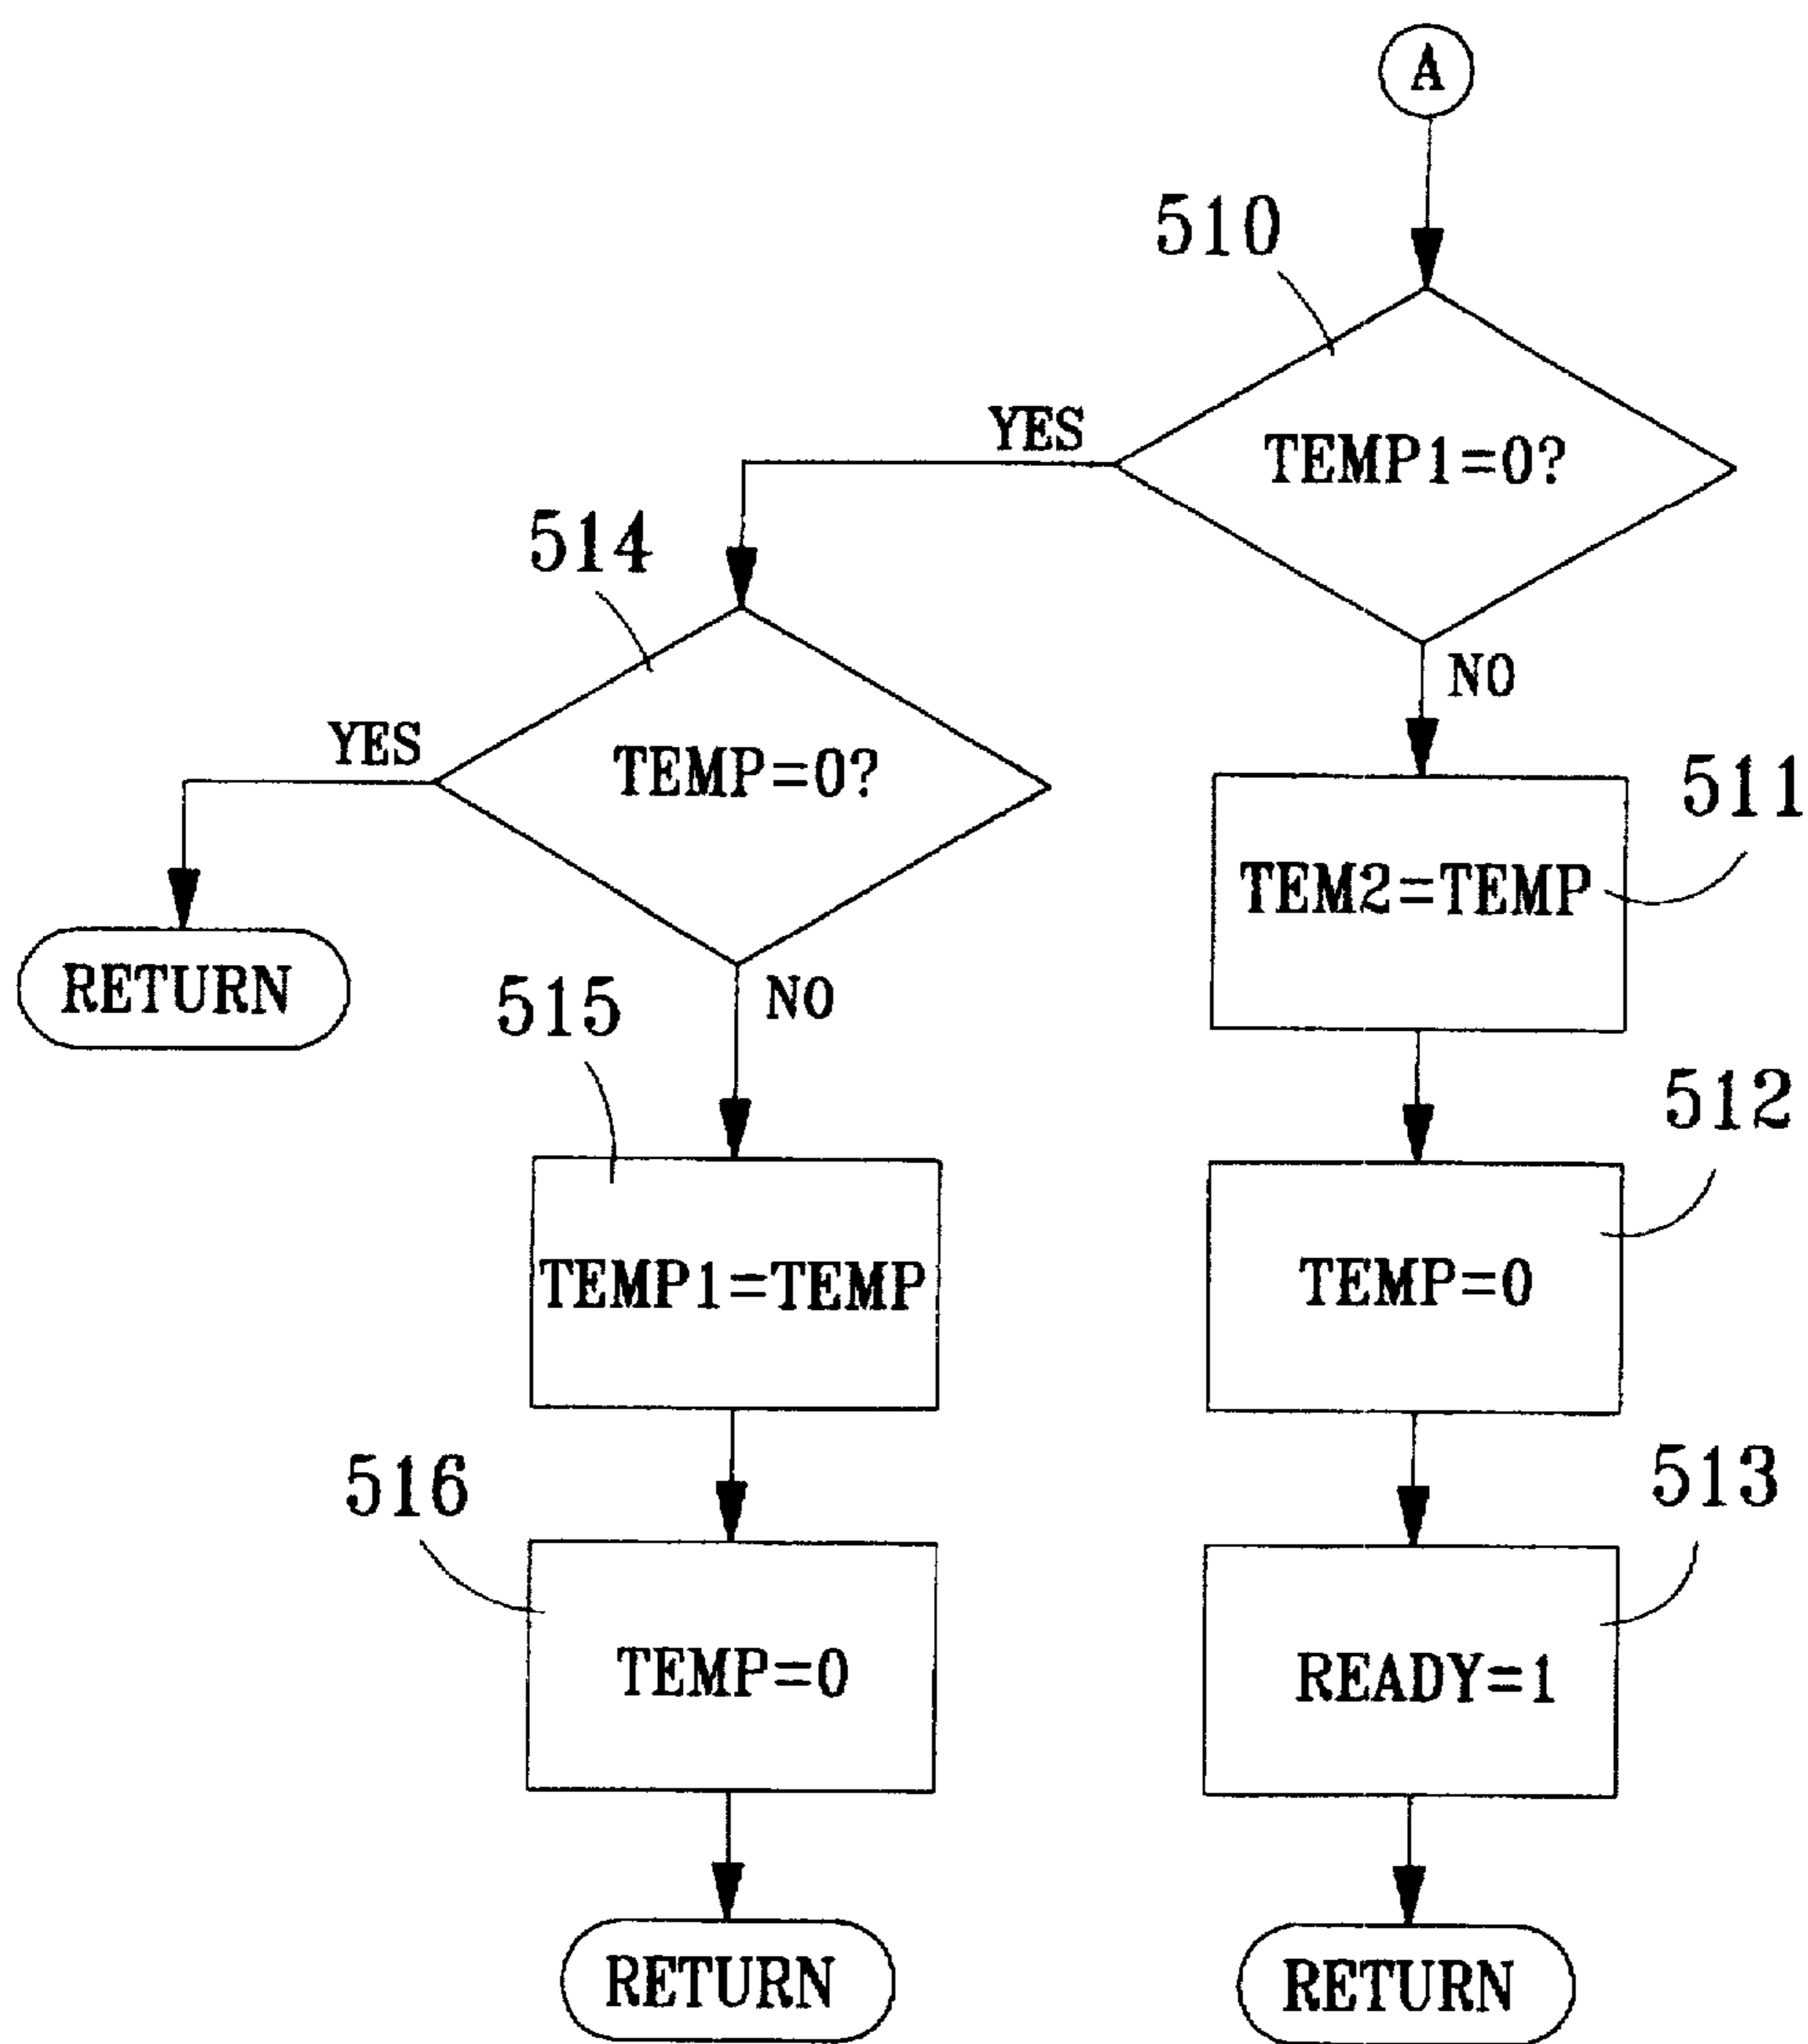 A
510
YES
TEMP1=0?
514
NO
YES
TEMP=0?
511
TEM2=TEMP
RETURN
515
NO
512
TEMP1=TEMP
TEMP=0
516
513
TEMP=0
READY=1
RETURN
RETURN